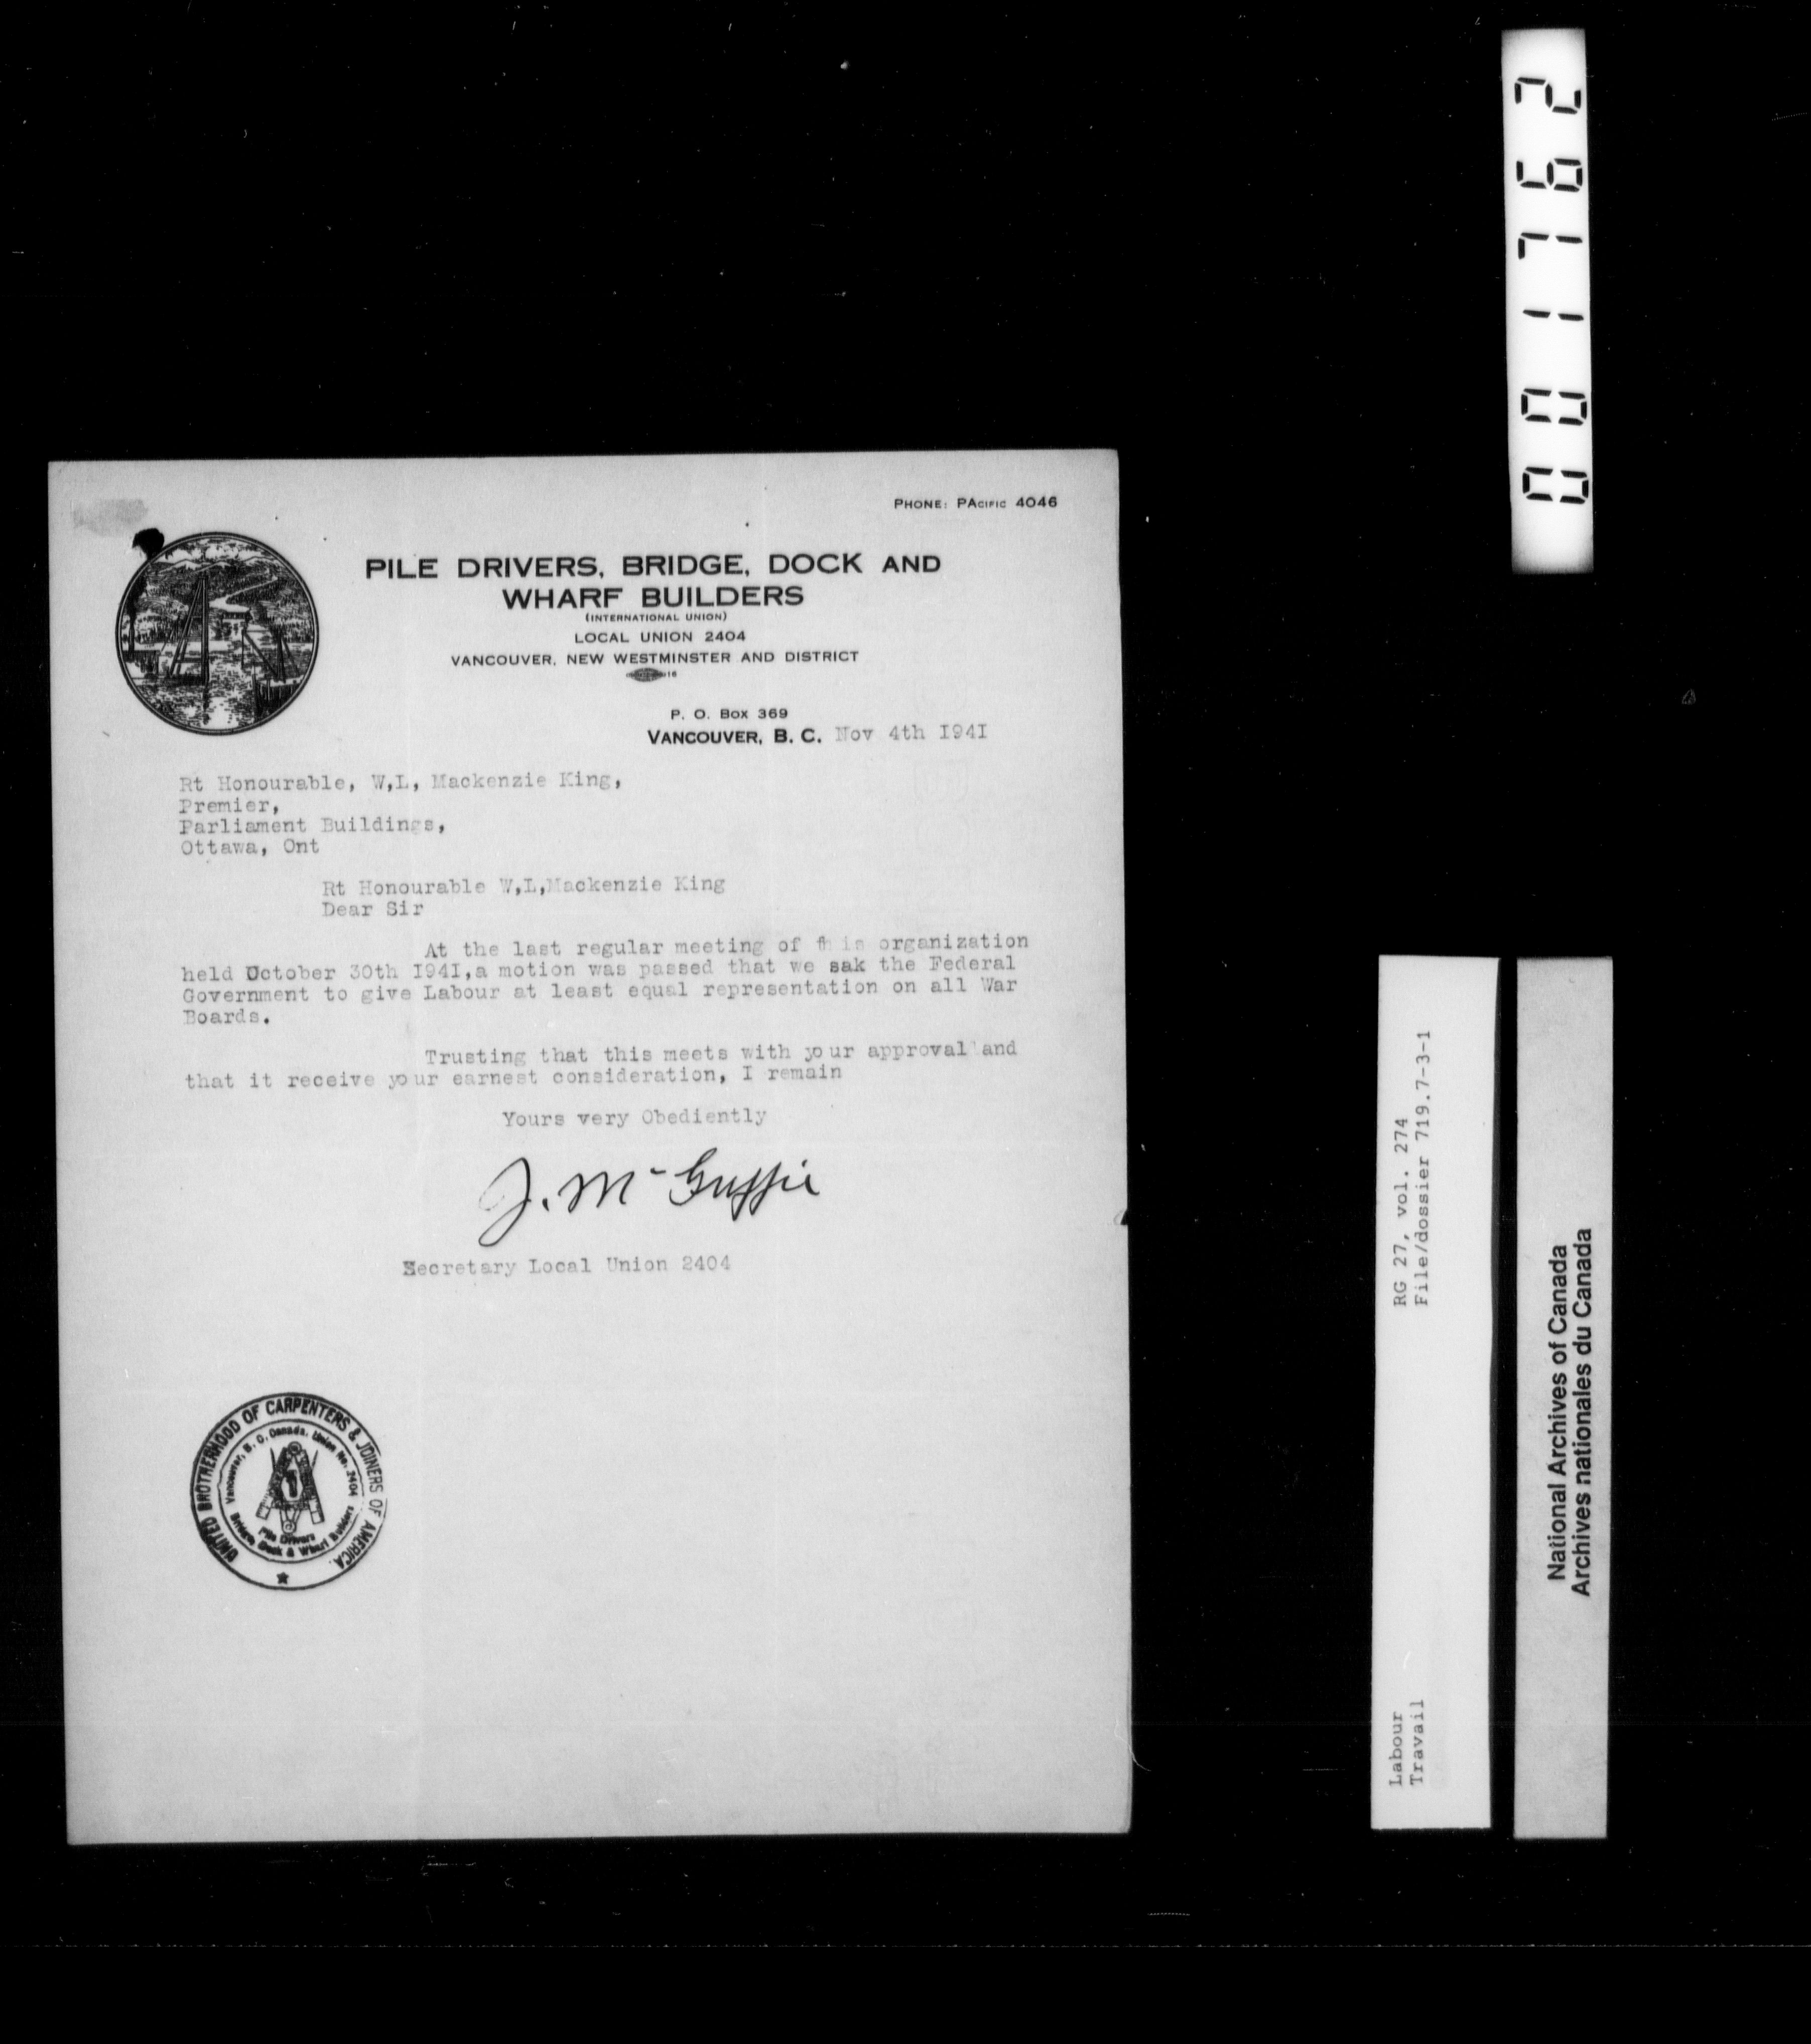 PHONE: PACIFIC 4046
PILE DRIVERS, BRIDGE, DOCK AND
WHARF BUILDERS
(INTERNATIONAL UNION)
LOCAL UNION 2404
VANCOUVER, NEW WESTMINSTER AND DISTRICT
16
P. O. BOX 369
VANCOUVER, B. C. Nov 4th I94I
Rt Honourable, W,L, Mackenzie King,
Premier,
Parliament Buildings,
Ottawa, Ont
Rt Honourable W,L,Mackenzie King
Dear Sir
At the last regular meeting of this organization
held October 30th I94I,a motion was passed that we sak the Federal
Government to give Labour at least equal representation on all War
Boards.
Trusting that this meets with your approval and
that it receive your earnest consideration, I remain
Yours very Obediently
J. McGuffie
Secretary Local Union 2404
UNITED BROTHERHOOD OF CARPENTERS & JOINERS OF AMERICA.
Vancouver, B. C. Canada. Union No. 2404
Pile Drivers
Bridge, Dock & Wharf Builders
001762
RG 27, vol. 274
File/dossier 719.7-3-1
Labour
Travail
National Archives of Canada
Archives nationales du Canada